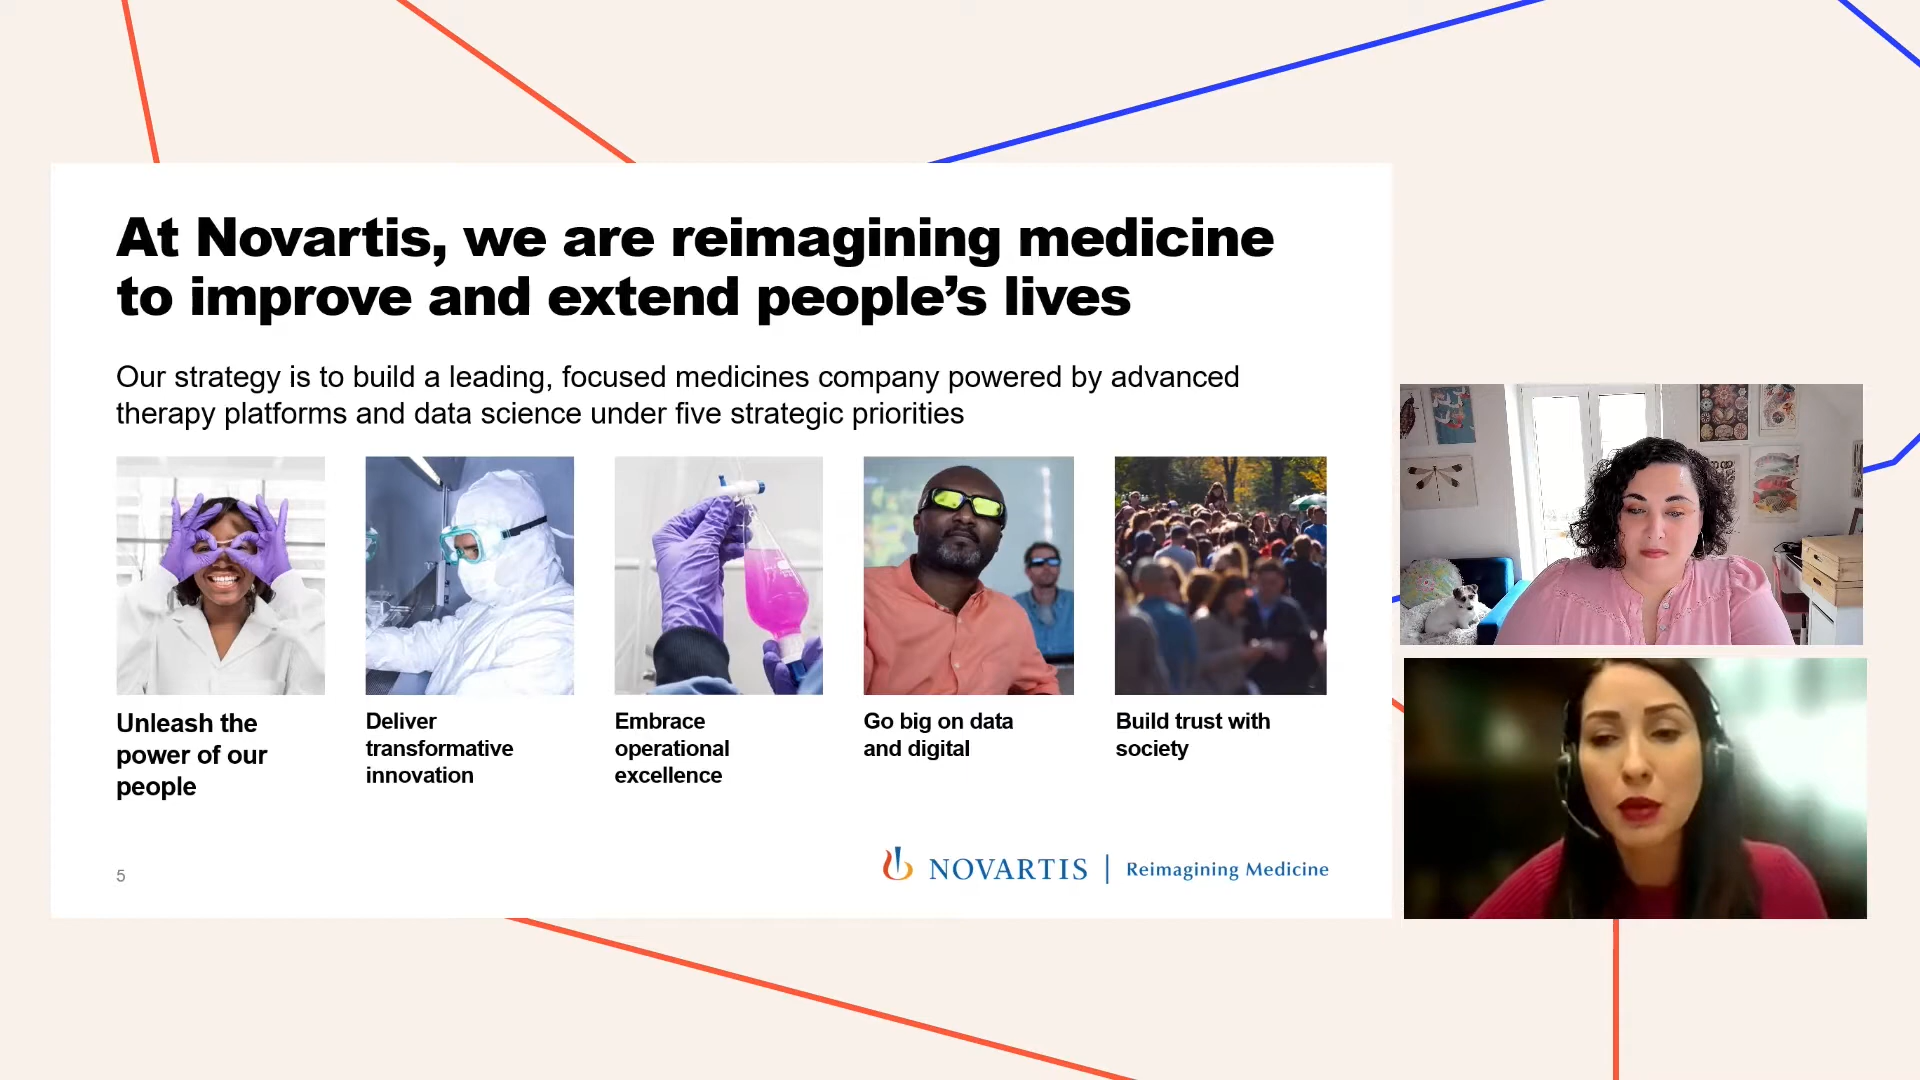 At Novartis, we are reimagining medicine
to improve and extend people’s lives
Our strategy is to build a leading, focused medicines company powered by advanced
therapy platforms and data science under five strategic priorities
Unleash the
power of our
people
Deliver
transformative
innovation
Embrace
operational
excellence
Go big on data
and digital
Build trust with
society
5
NOVARTIS | Reimagining Medicine